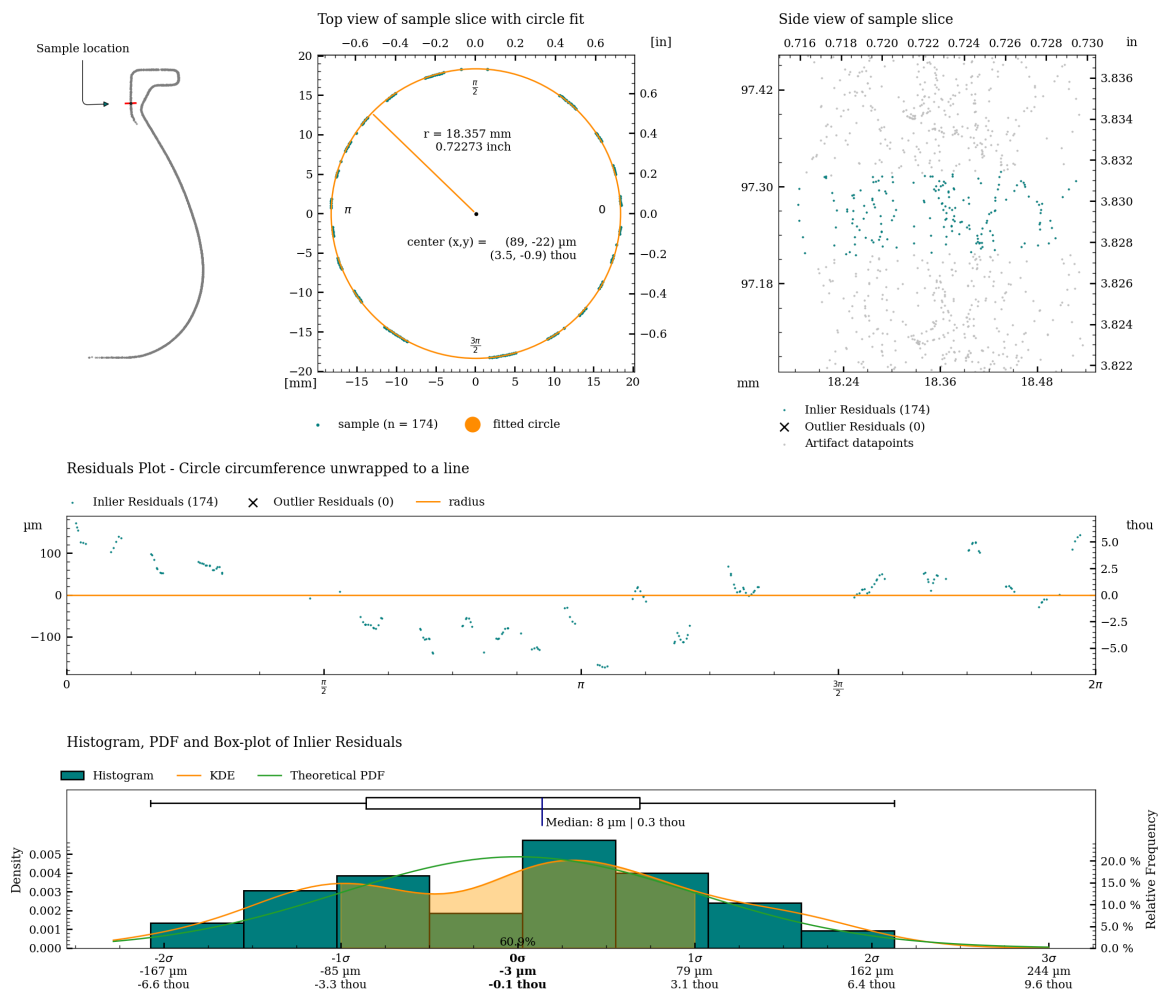 Sample location
Top view of sample slice with circle fit
−0.6 −0.4 −0.2 0.0 0.2 0.4 0.6 [in]
20
15
10
5
0
−5
−10
−15
−20
[mm]
−15 −10 −5 0 5 10 15 20
0.6
0.4
0.2
0.0
−0.2
−0.4
−0.6
π/2
r = 18.357 mm
0.72273 inch
π
0
center (x,y) = (89, -22) µm
(3.5, -0.9) thou
3π/2
sample (n = 174) fitted circle
Side view of sample slice
0.716 0.718 0.720 0.722 0.724 0.726 0.728 0.730 in
97.42
97.30
97.18
3.836
3.834
3.832
3.830
3.828
3.826
3.824
3.822
mm 18.24 18.36 18.48
Inlier Residuals (174)
Outlier Residuals (0)
Artifact datapoints
Residuals Plot - Circle circumference unwrapped to a line
Inlier Residuals (174) Outlier Residuals (0) radius
µm
100
0
−100
thou
5.0
2.5
0.0
−2.5
−5.0
0 π/2 π 3π/2 2π
Histogram, PDF and Box-plot of Inlier Residuals
Histogram KDE Theoretical PDF
Median: 8 µm | 0.3 thou
Density
0.005
0.004
0.003
0.002
0.001
0.000
Relative Frequency
20.0 %
15.0 %
10.0 %
5.0 %
0.0 %
60.9%
-2σ -1σ 0σ 1σ 2σ 3σ
-167 µm -85 µm -3 µm 79 µm 162 µm 244 µm
-6.6 thou -3.3 thou -0.1 thou 3.1 thou 6.4 thou 9.6 thou